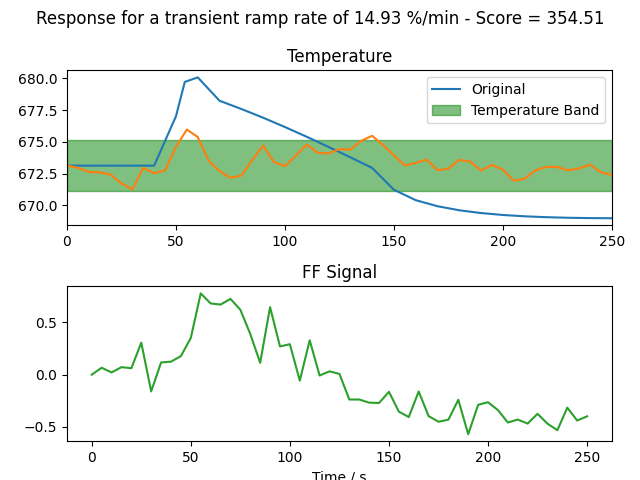 Response for a transient ramp rate of 14.93 %/min - Score = 354.51
Temperature
680.0
677.5
675.0
672.5
670.0
Original
Temperature Band
0 50 100 150 200 250
FF Signal
0.5
0.0
−0.5
0 50 100 150 200 250
Time / s